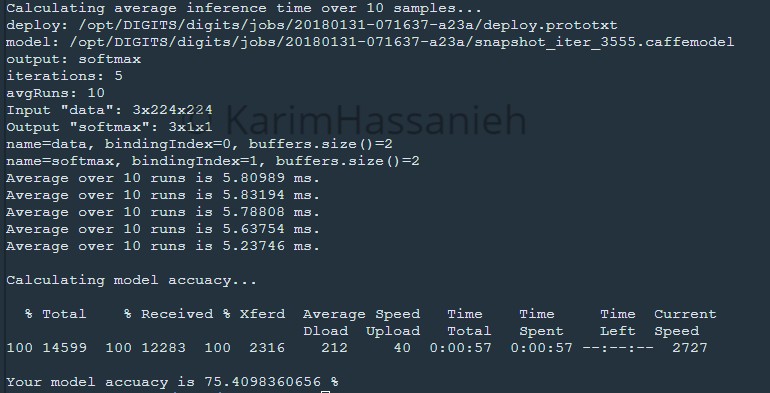 Calculating average inference time over 10 samples...
deploy: /opt/DIGITS/digits/jobs/20180131-071637-a23a/deploy.prototxt
model: /opt/DIGITS/digits/jobs/20180131-071637-a23a/snapshot_iter_3555.caffemodel
output: softmax
iterations: 5
avgRuns: 10
Input "data": 3x224x224
Output "softmax": 3x1x1
© KarimHassanieh
name=data, bindingIndex=0, buffers.size()=2
name=softmax, bindingIndex=1, buffers.size()=2
Average over 10 runs is 5.80989 ms.
Average over 10 runs is 5.83194 ms.
Average over 10 runs is 5.78808 ms.
Average over 10 runs is 5.63754 ms.
Average over 10 runs is 5.23746 ms.
Calculating model accuacy...
% Total % Received % Xferd Average Speed Time Time Time Current
Dload Upload Total Spent Left Speed
100 14599 100 12283 100 2316 212 40 0:00:57 0:00:57 --:--:-- 2727
Your model accuacy is 75.4098360656 %